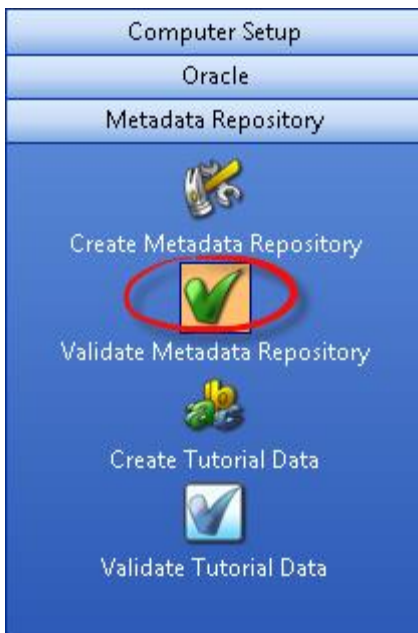 Computer Setup
Oracle
Metadata Repository
Create Metadata Repository
Validate Metadata Repository
Create Tutorial Data
Validate Tutorial Data